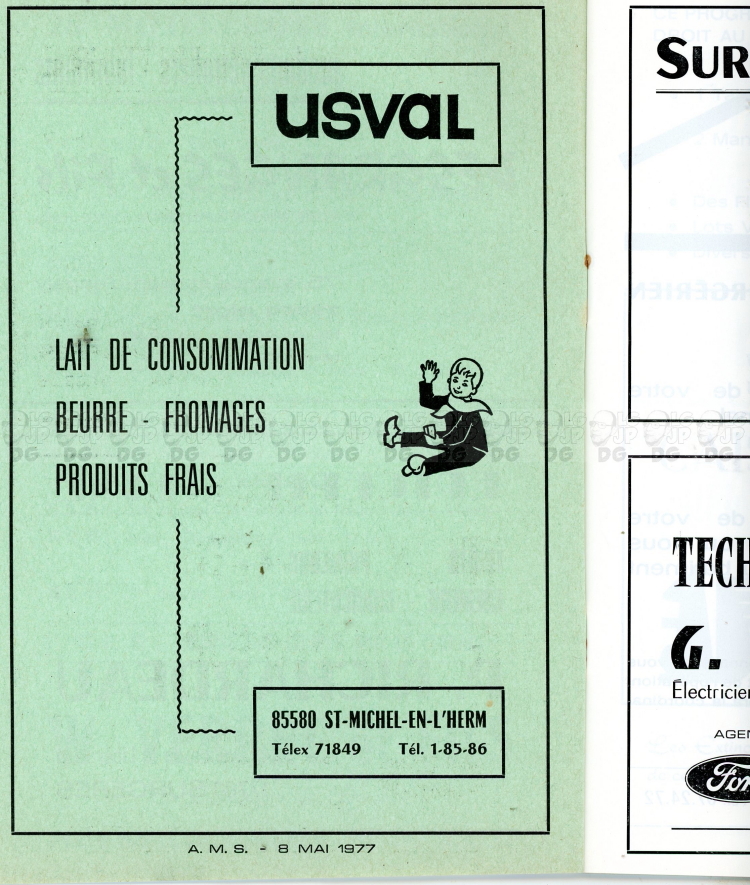 usvaL
LAIT DE CONSOMMATION
BEURRE - FROMAGES
PRODUITS FRAIS
85580 ST-MICHEL-EN-L'HERM
Télex 71849 Tél. 1-85-86
A. M. S. - 8 MAI 1977
SUR
TECH
G.
Électricien
AGEN
For